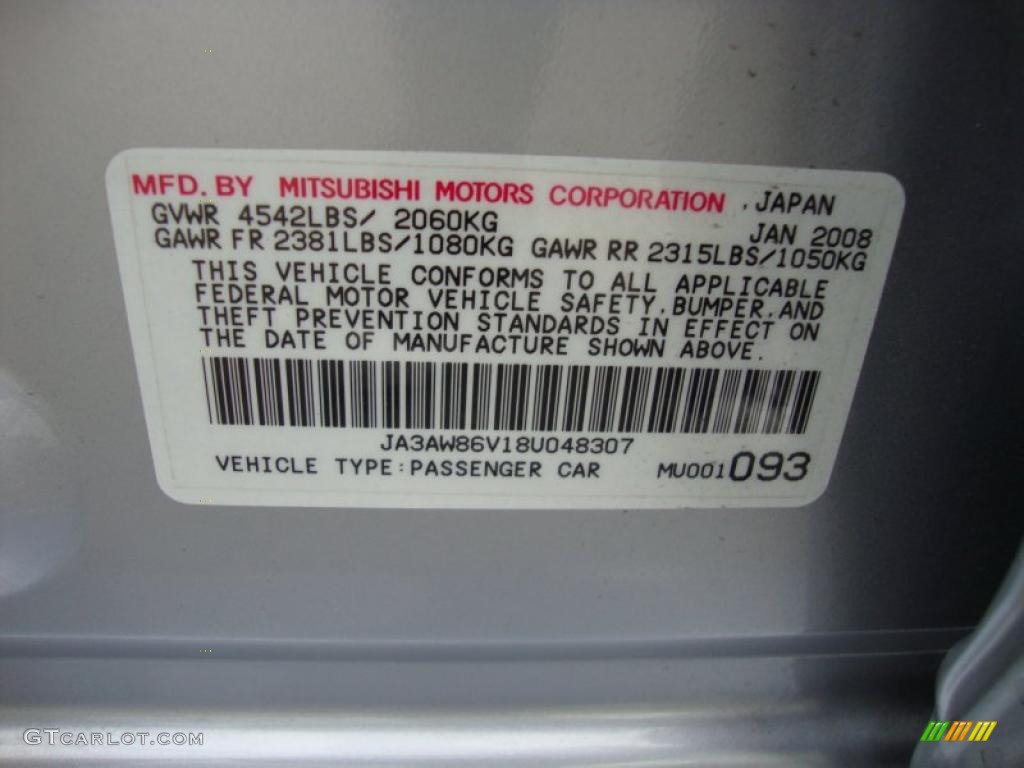 MFD. BY MITSUBISHI MOTORS CORPORATION , JAPAN
GVWR 4542LBS/ 2060KG JAN 2008
GAWR FR 2381LBS/1080KG GAWR RR 2315LBS/1050KG
THIS VEHICLE CONFORMS TO ALL APPLICABLE
FEDERAL MOTOR VEHICLE SAFETY,BUMPER,AND
THEFT PREVENTION STANDARDS IN EFFECT ON
THE DATE OF MANUFACTURE SHOWN ABOVE.
JA3AW86V18U048307
VEHICLE TYPE:PASSENGER CAR MU001093
GTCARLOT.COM